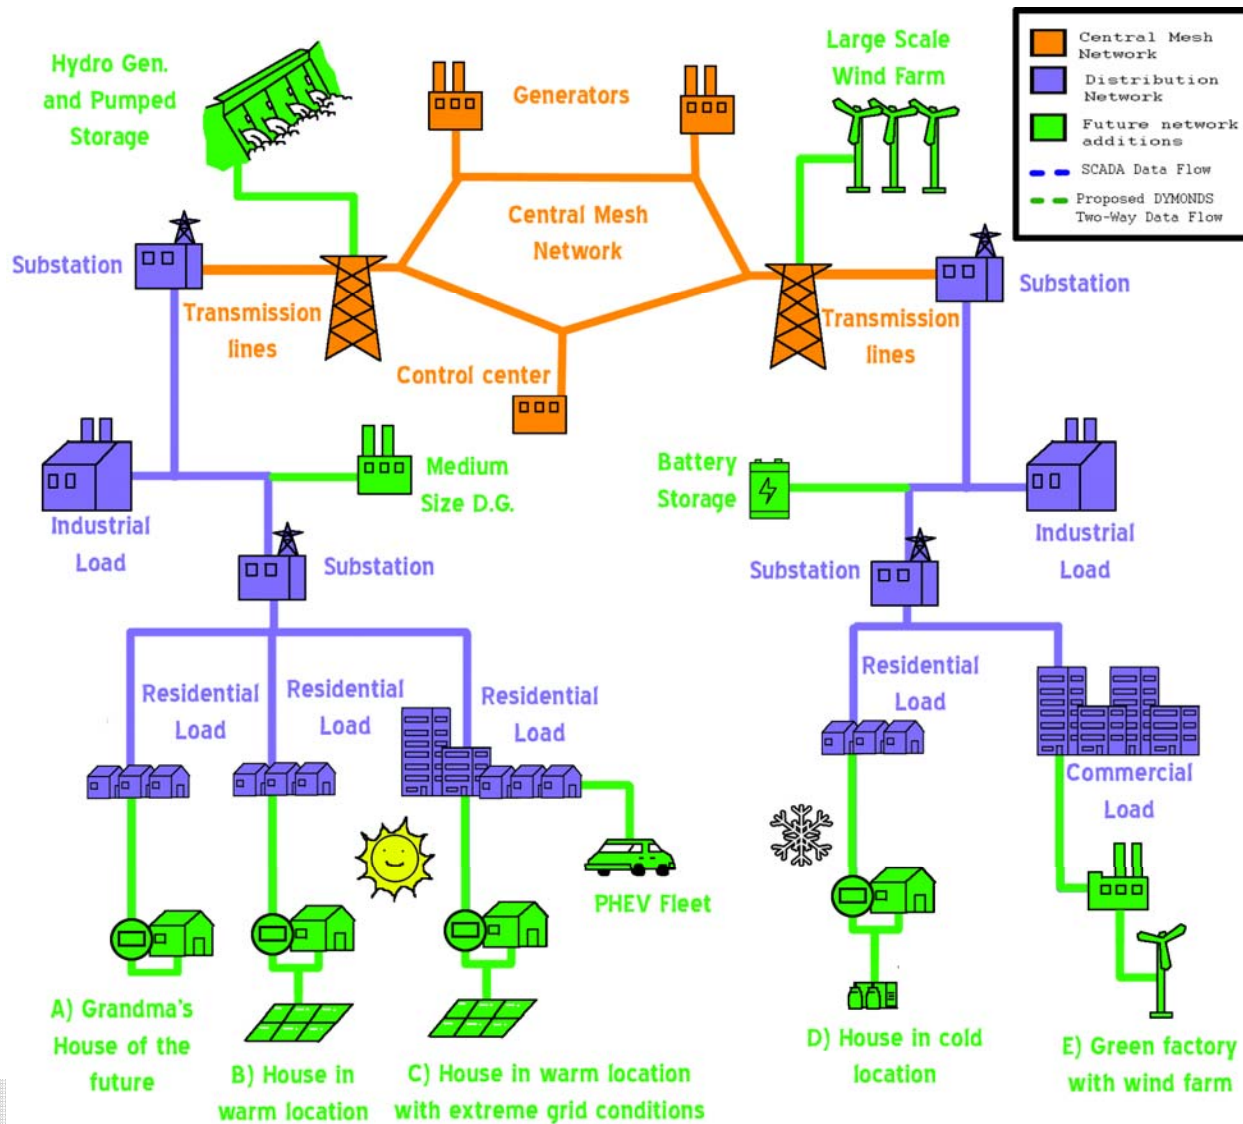 Hydro Gen.
and Pumped
Storage
Generators
Large Scale
Wind Farm
Central Mesh
Network
Distribution
Network
Future network
additions
SCADA Data Flow
Proposed DYMONDS
Two-Way Data Flow
Substation
Central Mesh
Network
Substation
Transmission
lines
Transmission
lines
Control center
Industrial
Load
Medium
Size D.G.
Battery
Storage
Industrial
Load
Substation
Substation
Residential
Load
Residential
Load
Residential
Load
Residential
Load
Commercial
Load
PHEV Fleet
A) Grandma's
House of the
future
B) House in
warm location
C) House in warm location
with extreme grid conditions
D) House in cold
location
E) Green factory
with wind farm